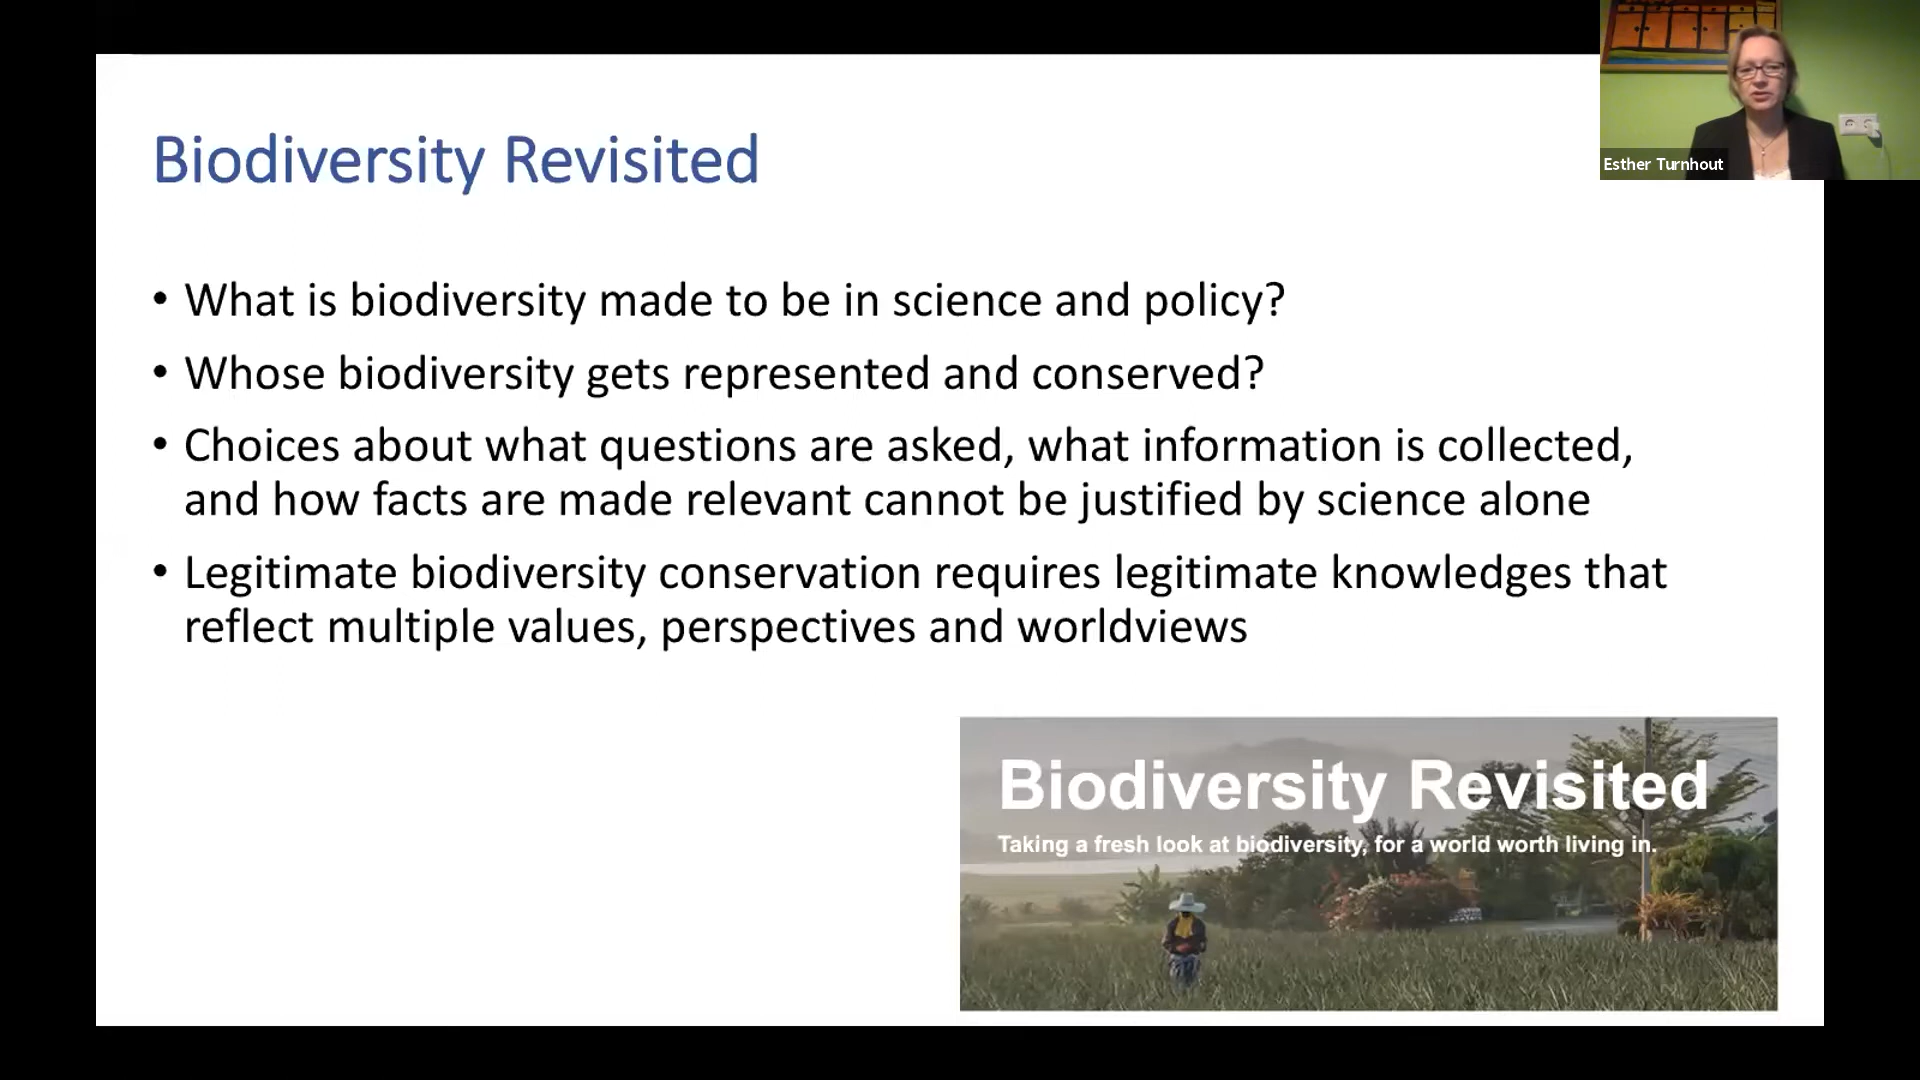 Biodiversity Revisited
Esther Turnhout
• What is biodiversity made to be in science and policy?
• Whose biodiversity gets represented and conserved?
• Choices about what questions are asked, what information is collected,
and how facts are made relevant cannot be justified by science alone
• Legitimate biodiversity conservation requires legitimate knowledges that
reflect multiple values, perspectives and worldviews
Biodiversity Revisited
Taking a fresh look at biodiversity, for a world worth living in.